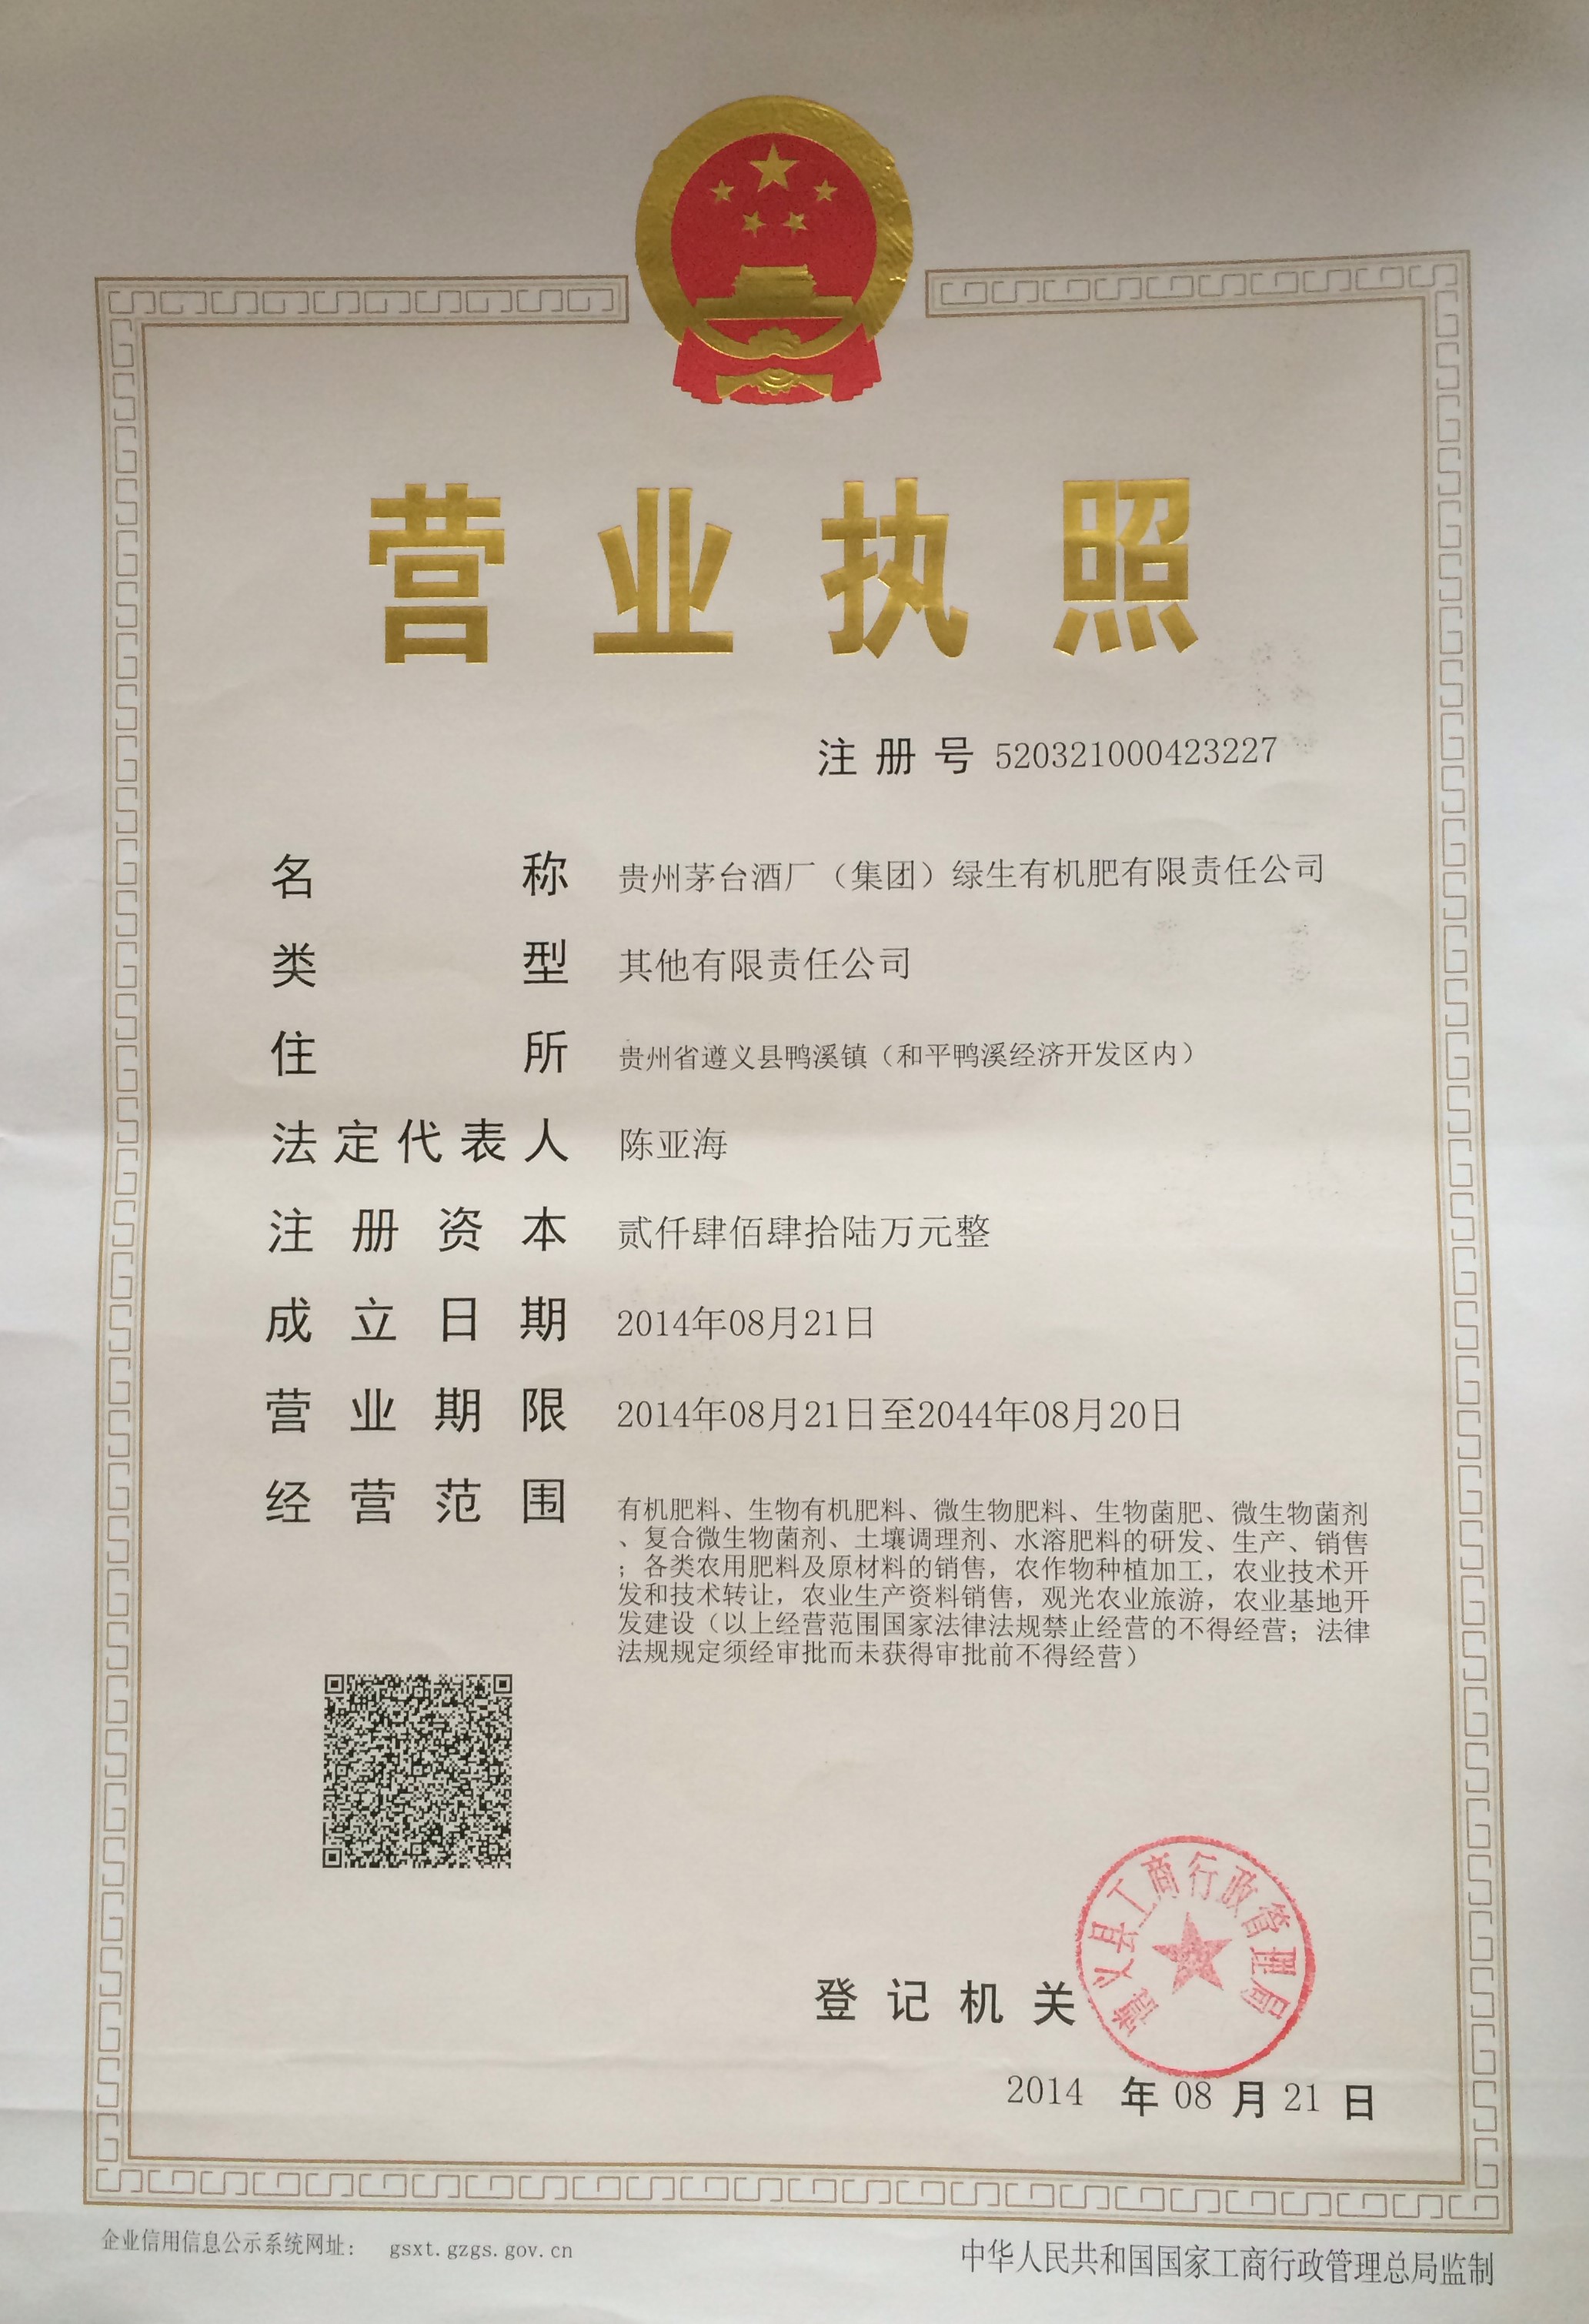 营业执照
注册号 520321000423227
名称 贵州茅台酒厂（集团）绿生有机肥有限责任公司
类型 其他有限责任公司
住所 贵州省遵义县鸭溪镇（和平鸭溪经济开发区内）
法定代表人 陈亚海
注册资本 贰仟肆佰肆拾陆万元整
成立日期 2014年08月21日
营业期限 2014年08月21日至2044年08月20日
经营范围 有机肥料、生物有机肥料、微生物肥料、生物菌肥、微生物菌剂
、复合微生物菌剂、土壤调理剂、水溶肥料的研发、生产、销售
；各类农用肥料及原材料的销售，农作物种植加工，农业技术开
发和技术转让，农业生产资料销售，观光农业旅游，农业基地开
发建设（以上经营范围国家法律法规禁止经营的不得经营；法律
法规规定须经审批而未获得审批前不得经营）
遵义县工商行政管理局
登记机关
2014 年 08 月 21 日
企业信用信息公示系统网址： gsxt.gzgs.gov.cn
中华人民共和国国家工商行政管理总局监制